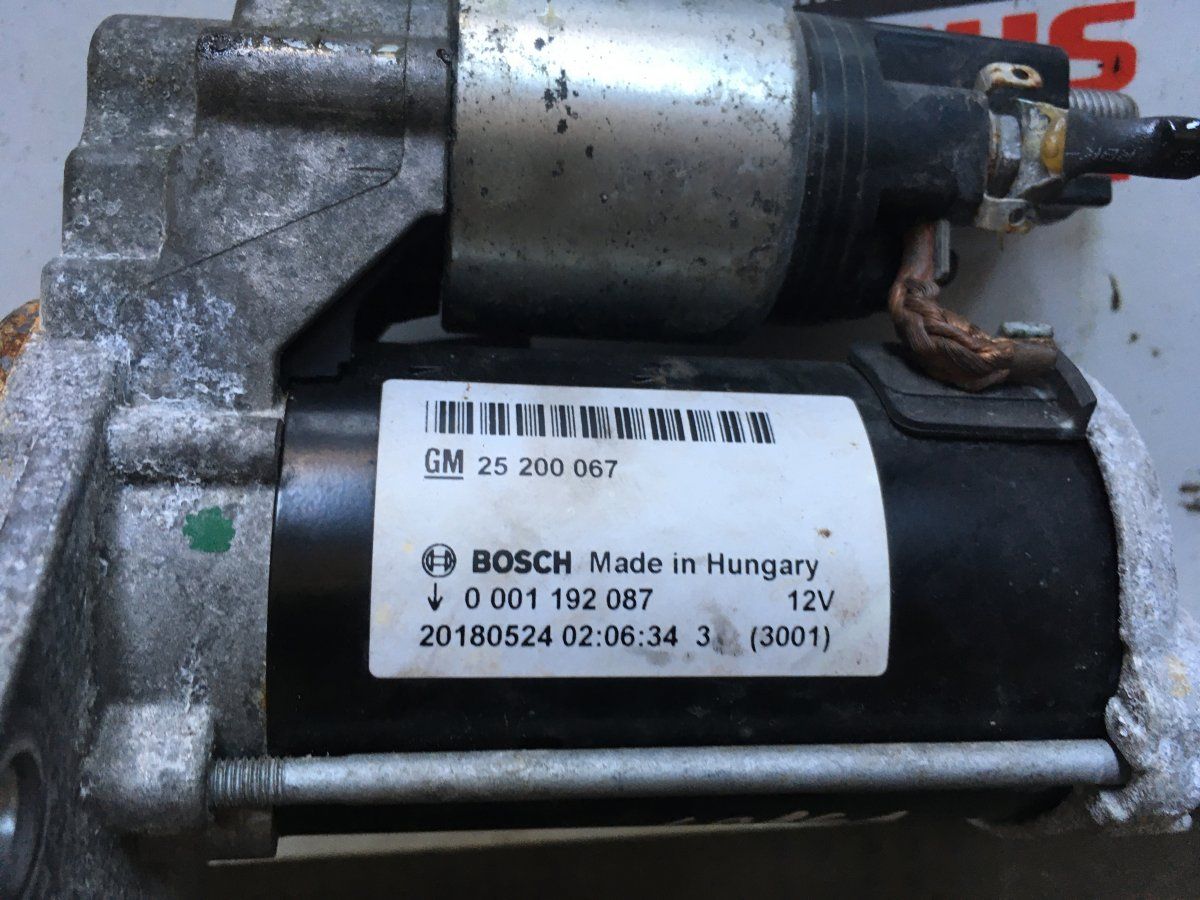 GM 25 200 067
BOSCH Made in Hungary
0 001 192 087 12V
20180524 02:06:34 3 (3001)